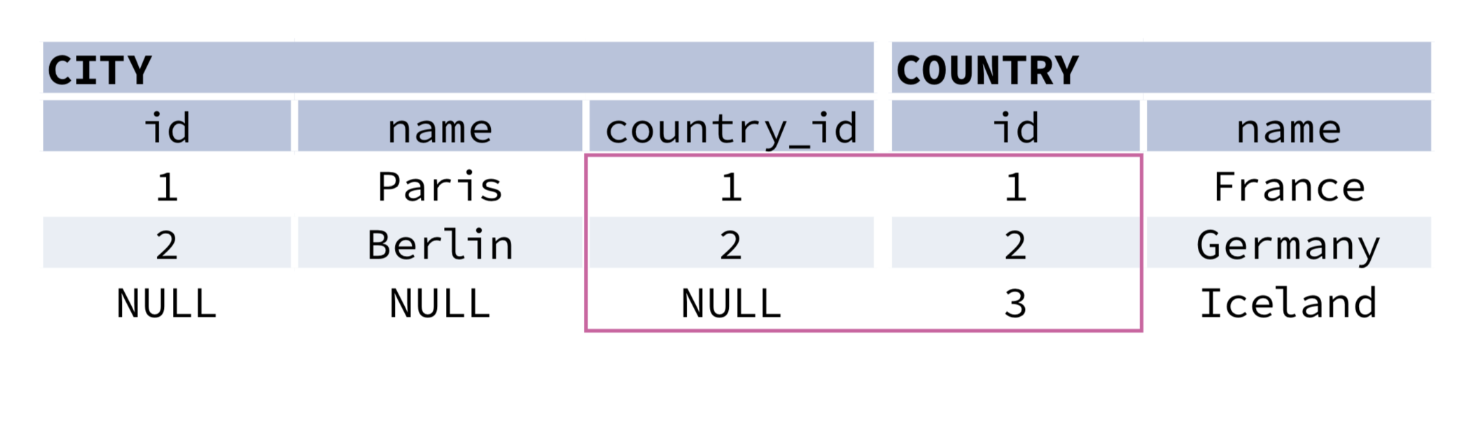 CITY COUNTRY
id name country_id id name
1 Paris 1 1 France
2 Berlin 2 2 Germany
NULL NULL NULL 3 Iceland